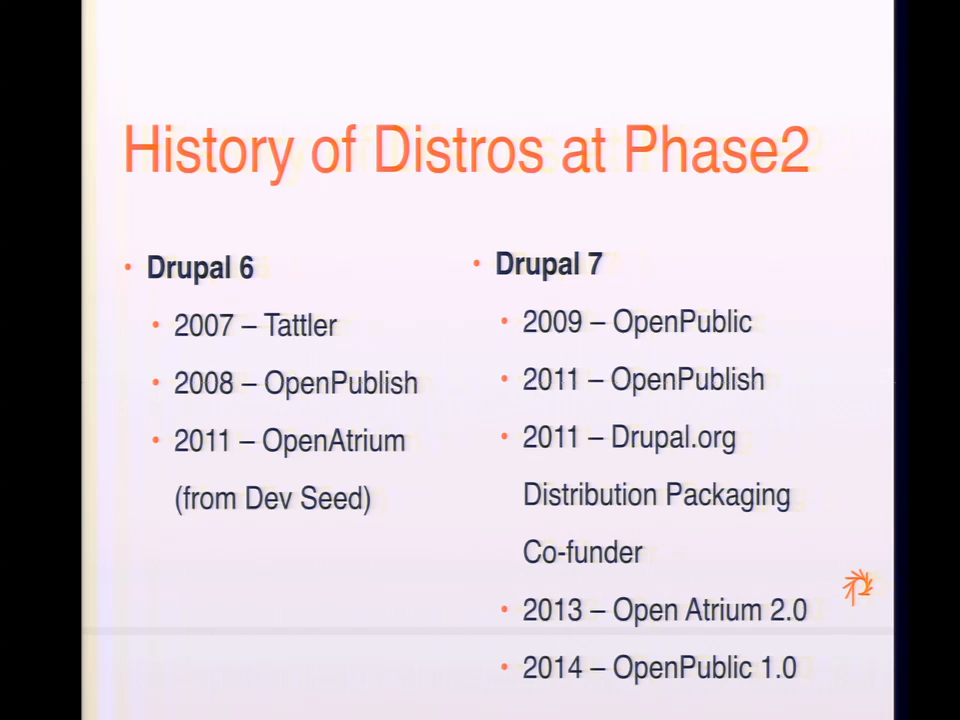 History of Distros at Phase2
• Drupal 6
• 2007 – Tattler
• 2008 – OpenPublish
• 2011 – OpenAtrium
(from Dev Seed)
• Drupal 7
• 2009 – OpenPublic
• 2011 – OpenPublish
• 2011 – Drupal.org
Distribution Packaging
Co-funder
• 2013 – Open Atrium 2.0
• 2014 – OpenPublic 1.0